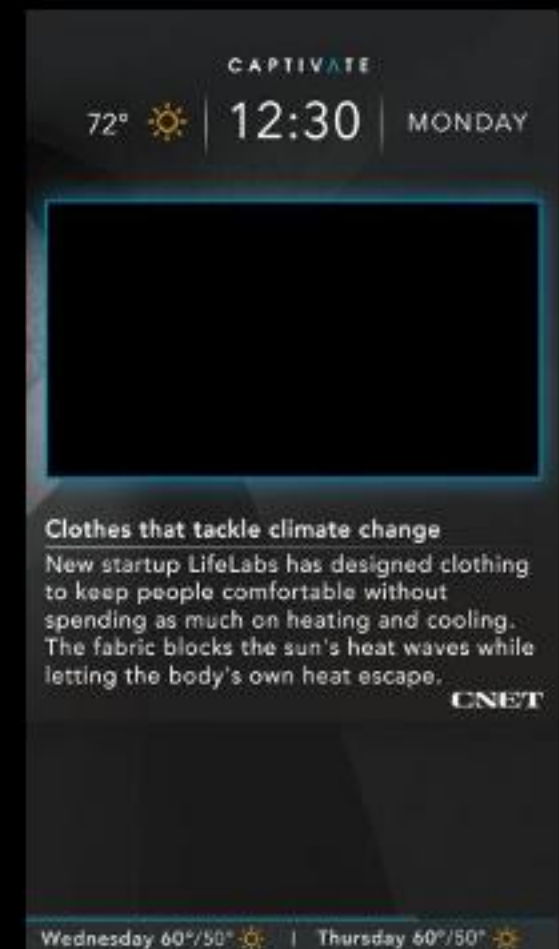 CAPTIVATE
72° 12:30 MONDAY
Clothes that tackle climate change
New startup LifeLabs has designed clothing
to keep people comfortable without
spending as much on heating and cooling.
The fabric blocks the sun's heat waves while
letting the body's own heat escape.
CNET
Wednesday 60°/50° | Thursday 60°/50°